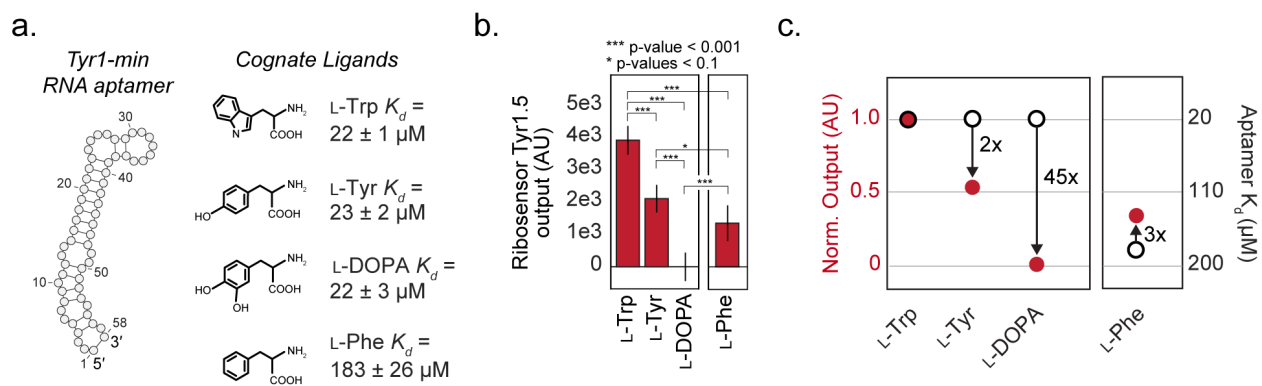 a.
Tyr1-min
RNA aptamer
30
40
20
50
10
58
3′
1
5′
Cognate Ligands
NH₂
COOH
N
L-Trp Kd =
22 ± 1 µM
NH₂
COOH
HO
L-Tyr Kd =
23 ± 2 µM
NH₂
COOH
HO
OH
L-DOPA Kd =
22 ± 3 µM
NH₂
COOH
L-Phe Kd =
183 ± 26 µM
b.
*** p-value < 0.001
* p-values < 0.1
Ribosensor Tyr1.5
output (AU)
5e3
4e3
3e3
2e3
1e3
0
***
***
***
*
***
***
L-Trp
L-Tyr
L-DOPA
L-Phe
c.
Norm. Output (AU)
1.0
0.5
0
2x
45x
3x
20
110
200
Aptamer Kd (µM)
L-Trp
L-Tyr
L-DOPA
L-Phe